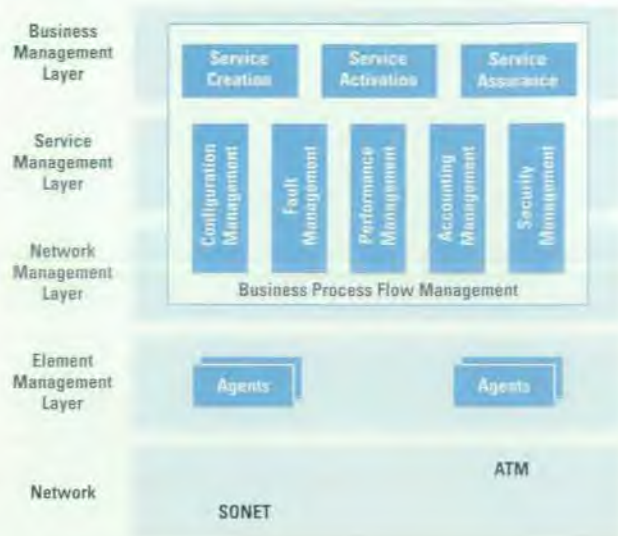 Business
Management
Layer
Service
Creation
Service
Activation
Service
Assurance
Service
Management
Layer
Configuration
Management
Fault
Management
Performance
Management
Accounting
Management
Security
Management
Network
Management
Layer
Business Process Flow Management
Element
Management
Layer
Agents
Agents
Network
ATM
SONET